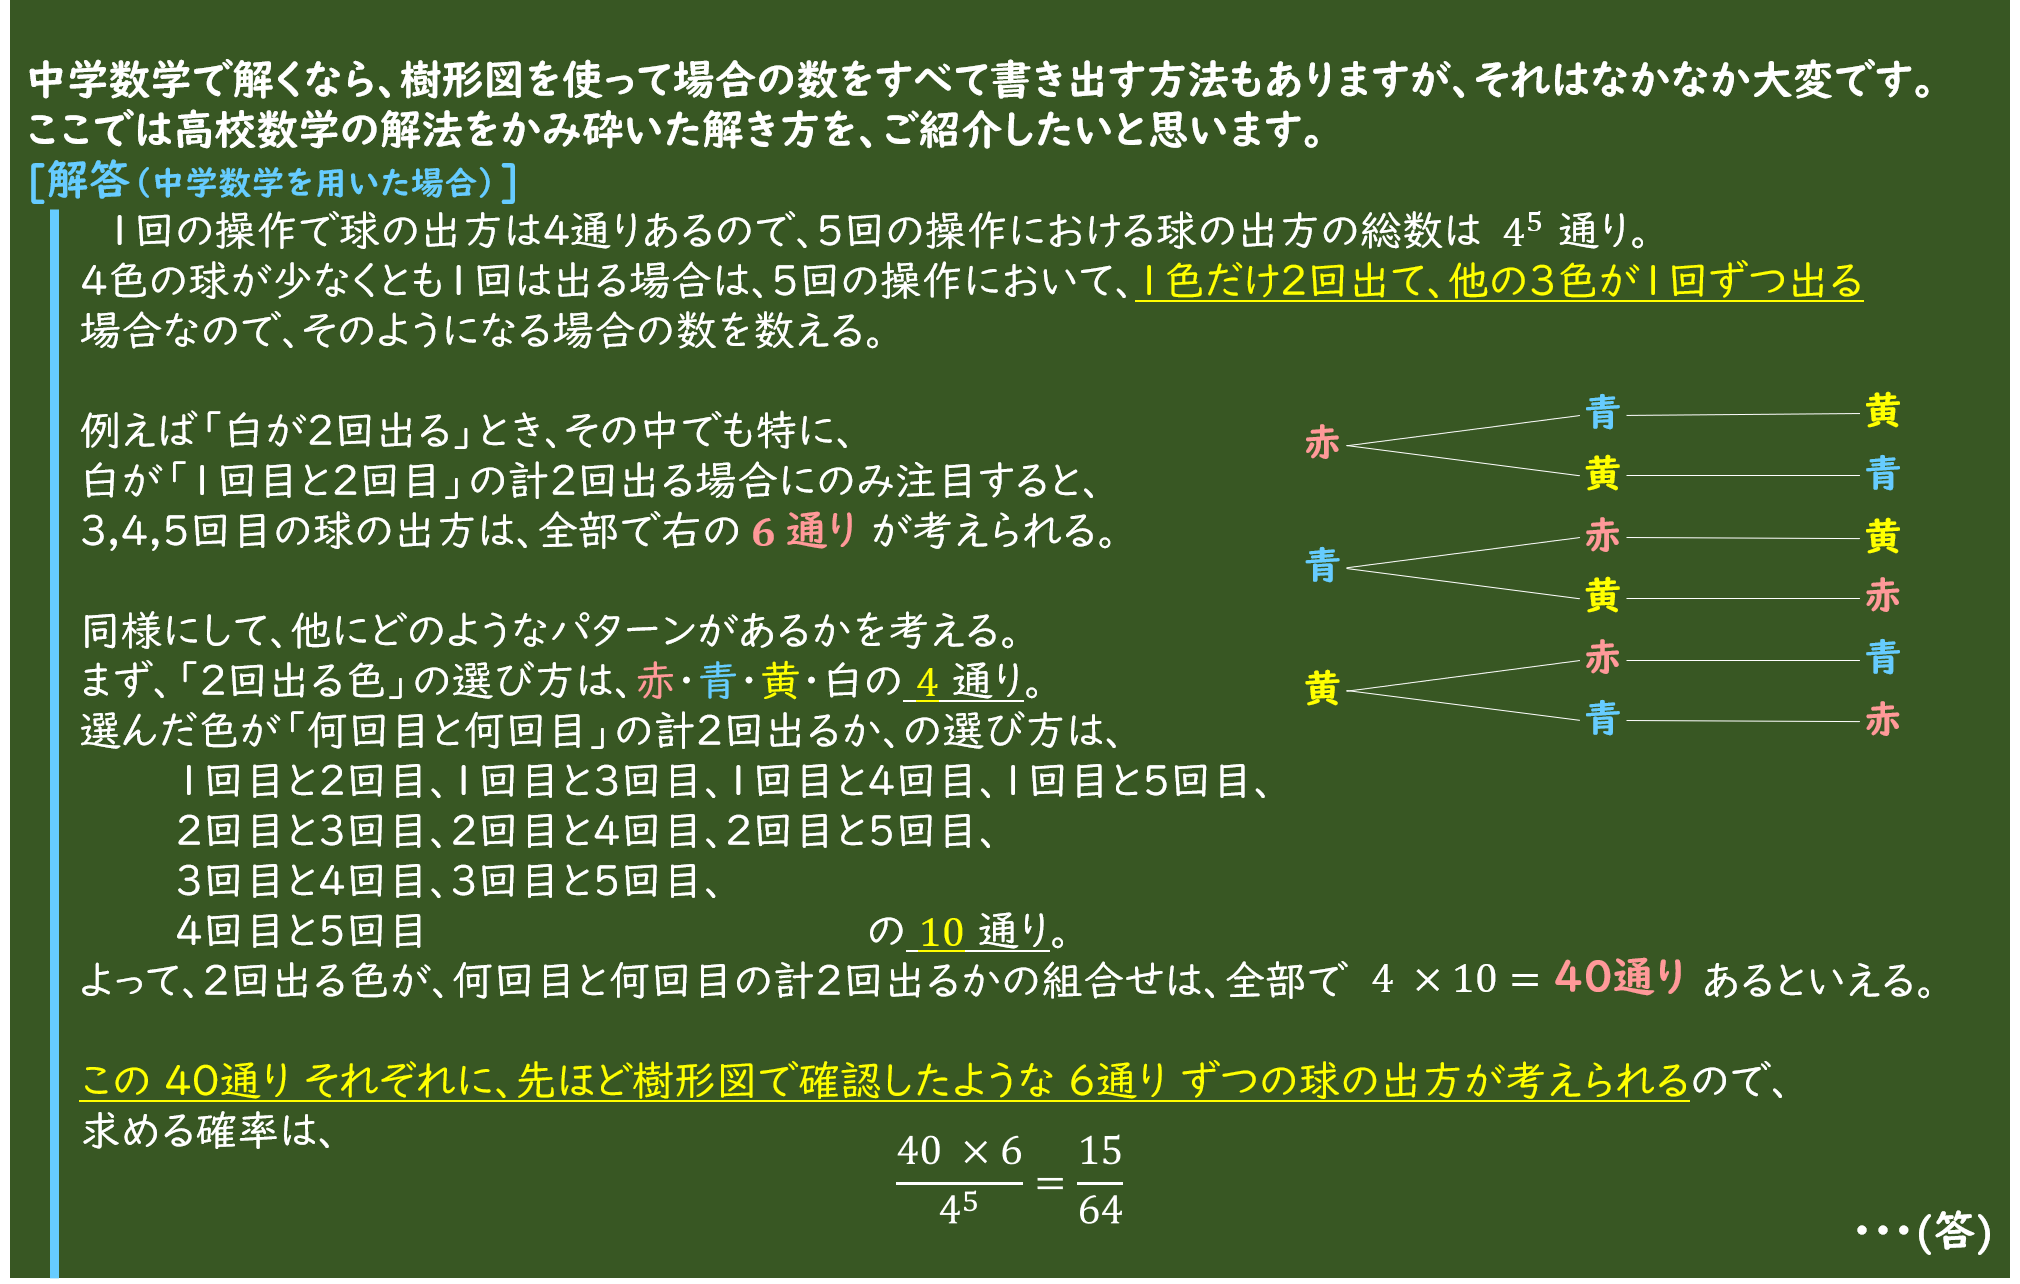 中学数学で解くなら、樹形図を使って場合の数をすべて書き出す方法もありますが、それはなかなか大変です。
ここでは高校数学の解法をかみ砕いた解き方を、ご紹介したいと思います。
[解答（中学数学を用いた場合）]
1回の操作で球の出方は4通りあるので、5回の操作における球の出方の総数は 4⁵ 通り。
4色の球が少なくとも1回は出る場合は、5回の操作において、1色だけ2回出て、他の3色が1回ずつ出る
場合なので、そのようになる場合の数を数える。
例えば「白が2回出る」とき、その中でも特に、
白が「1回目と2回目」の計2回出る場合にのみ注目すると、
3,4,5回目の球の出方は、全部で右の 6 通り が考えられる。
赤 青 黄
黄 青
青 赤 黄
黄 赤
黄 赤 青
青 赤
同様にして、他にどのようなパターンがあるかを考える。
まず、「2回出る色」の選び方は、赤・青・黄・白の 4 通り。
選んだ色が「何回目と何回目」の計2回出るか、の選び方は、
1回目と2回目、1回目と3回目、1回目と4回目、1回目と5回目、
2回目と3回目、2回目と4回目、2回目と5回目、
3回目と4回目、3回目と5回目、
4回目と5回目 の 10 通り。
よって、2回出る色が、何回目と何回目の計2回出るかの組合せは、全部で 4 × 10 = 40通り あるといえる。
この 40通り それぞれに、先ほど樹形図で確認したような 6通り ずつの球の出方が考えられるので、
求める確率は、
40 × 6 / 4⁵ = 15 / 64
・・・(答)